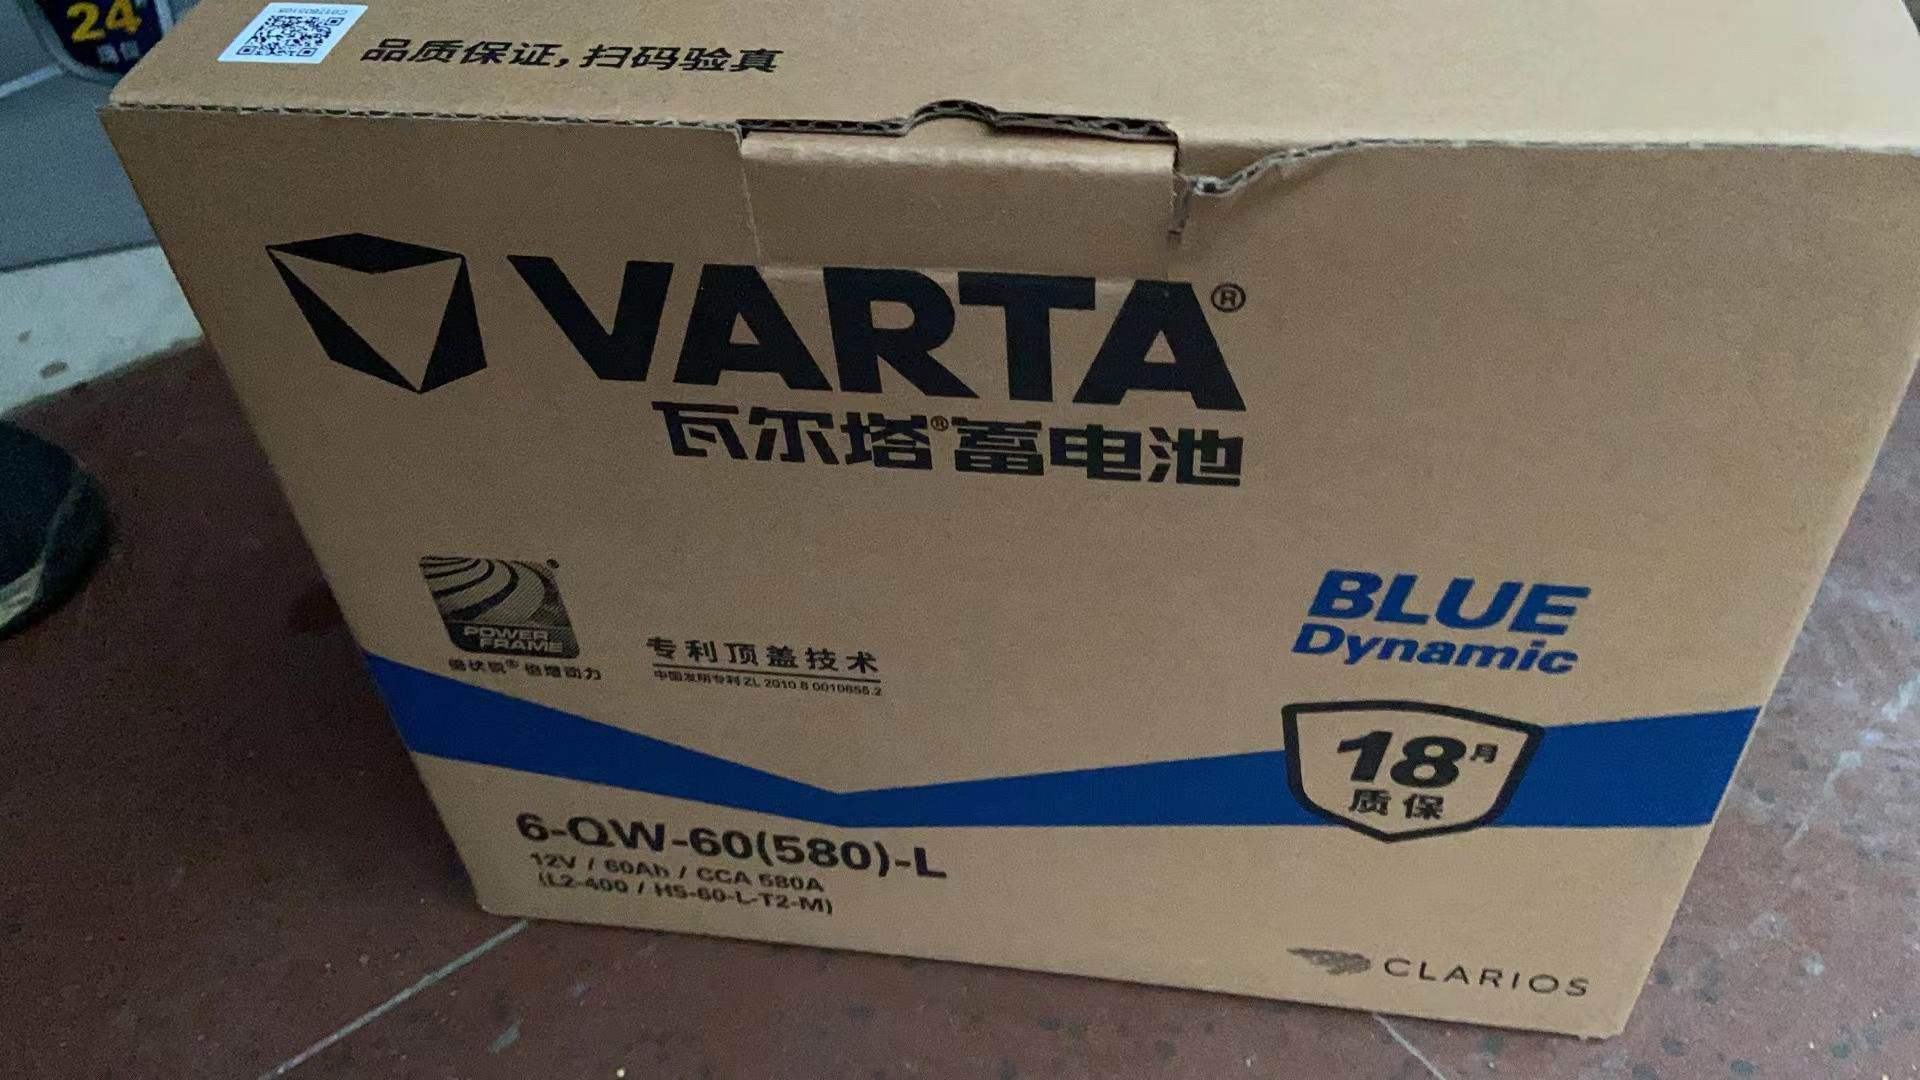 24
品质保证,扫码验真
VARTA®
瓦尔塔®蓄电池
POWER
FRAME
专利顶盖技术
BLUE
Dynamic
18月
质保
6-QW-60(580)-L
12V / 60Ah / CCA 580A
(L2-400 / H5-60-L-T2-M)
CLARIOS